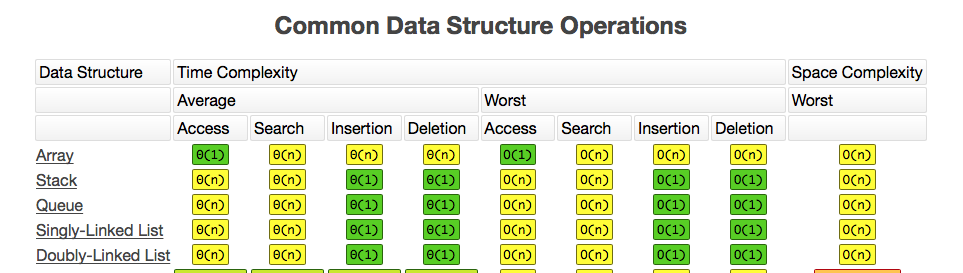 Common Data Structure Operations
Data Structure Time Complexity Space Complexity
Average Worst Worst
Access Search Insertion Deletion Access Search Insertion Deletion
Array Θ(1) Θ(n) Θ(n) Θ(n) O(1) O(n) O(n) O(n) O(n)
Stack Θ(n) Θ(n) Θ(1) Θ(1) O(n) O(n) O(1) O(1) O(n)
Queue Θ(n) Θ(n) Θ(1) Θ(1) O(n) O(n) O(1) O(1) O(n)
Singly-Linked List Θ(n) Θ(n) Θ(1) Θ(1) O(n) O(n) O(1) O(1) O(n)
Doubly-Linked List Θ(n) Θ(n) Θ(1) Θ(1) O(n) O(n) O(1) O(1) O(n)